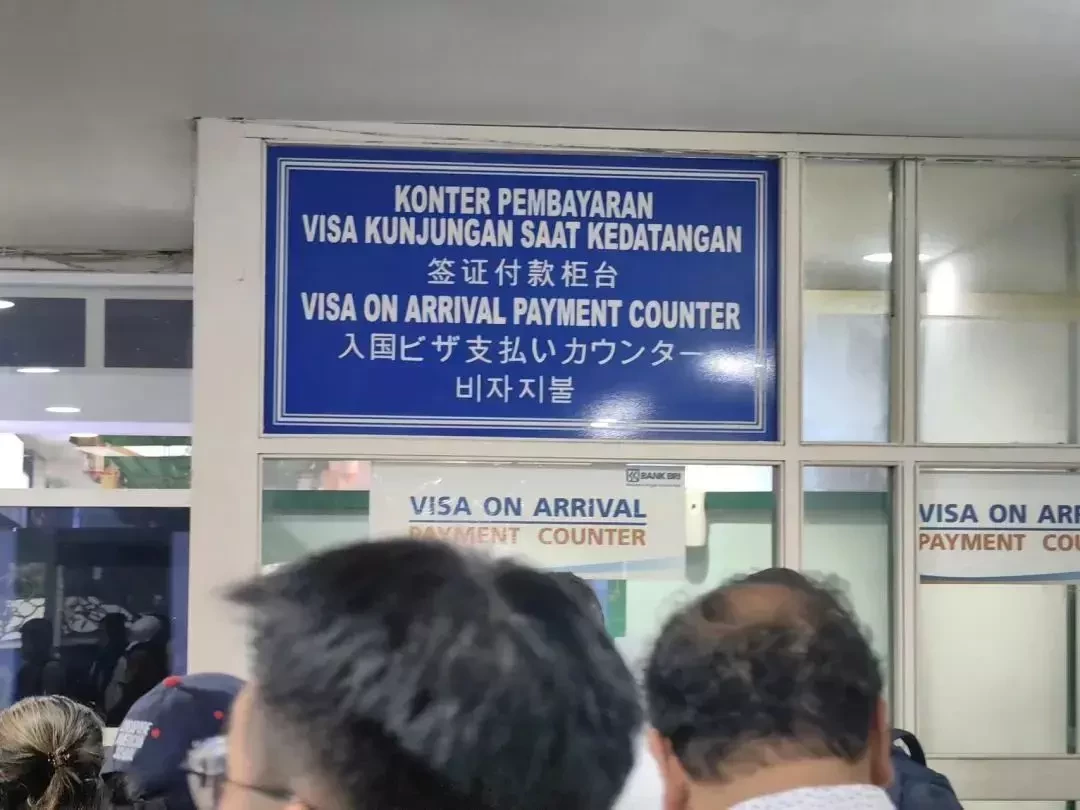 KONTER PEMBAYARAN
VISA KUNJUNGAN SAAT KEDATANGAN
签证付款柜台
VISA ON ARRIVAL PAYMENT COUNTER
入国ビザ支払いカウンター
비자지불
BANK BRI
VISA ON ARRIVAL
PAYMENT COUNTER
VISA ON ARR
PAYMENT COU